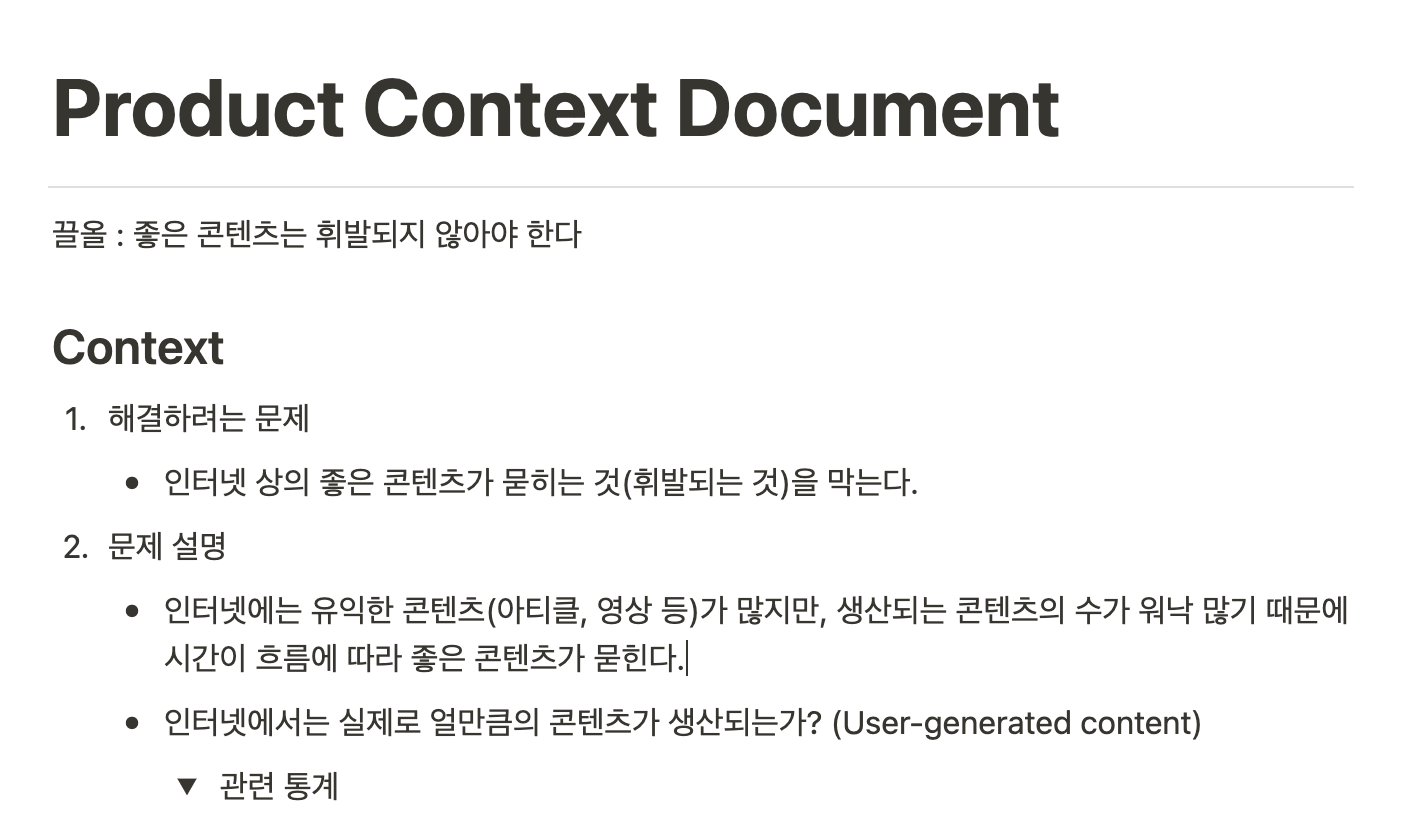 Product Context Document
끌올 : 좋은 콘텐츠는 휘발되지 않아야 한다
Context
1. 해결하려는 문제
• 인터넷 상의 좋은 콘텐츠가 묻히는 것(휘발되는 것)을 막는다.
2. 문제 설명
• 인터넷에는 유익한 콘텐츠(아티클, 영상 등)가 많지만, 생산되는 콘텐츠의 수가 워낙 많기 때문에
시간이 흐름에 따라 좋은 콘텐츠가 묻힌다.
• 인터넷에서는 실제로 얼만큼의 콘텐츠가 생산되는가? (User-generated content)
▼ 관련 통계